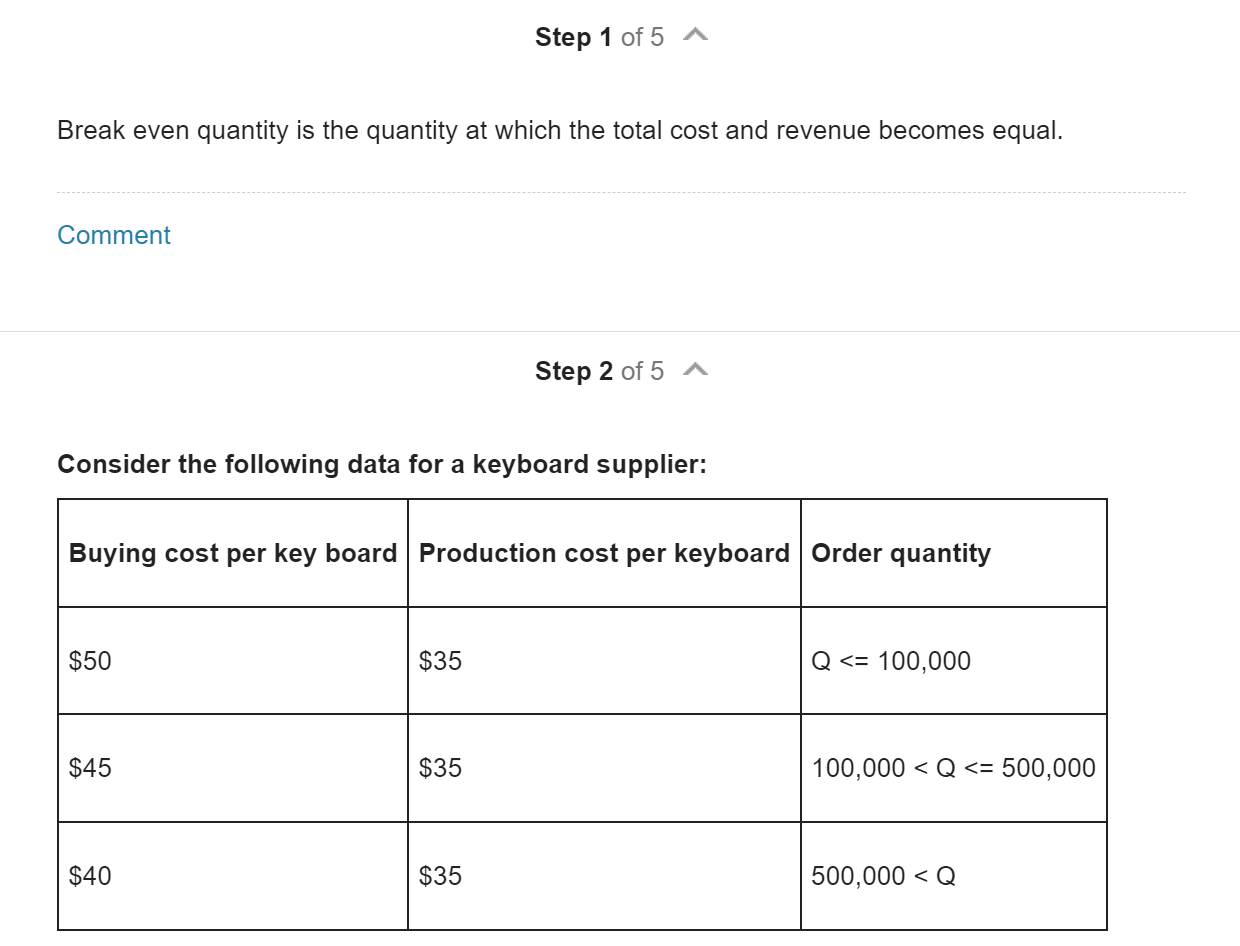 Step 1 of 5
Break even quantity is the quantity at which the total cost and revenue becomes equal.
Comment
Step 2 of 5
Consider the following data for a keyboard supplier:
Buying cost per key board Production cost per keyboard Order quantity
$50 $35 Q <= 100,000
$45 $35 100,000 < Q <= 500,000
$40 $35 500,000 < Q